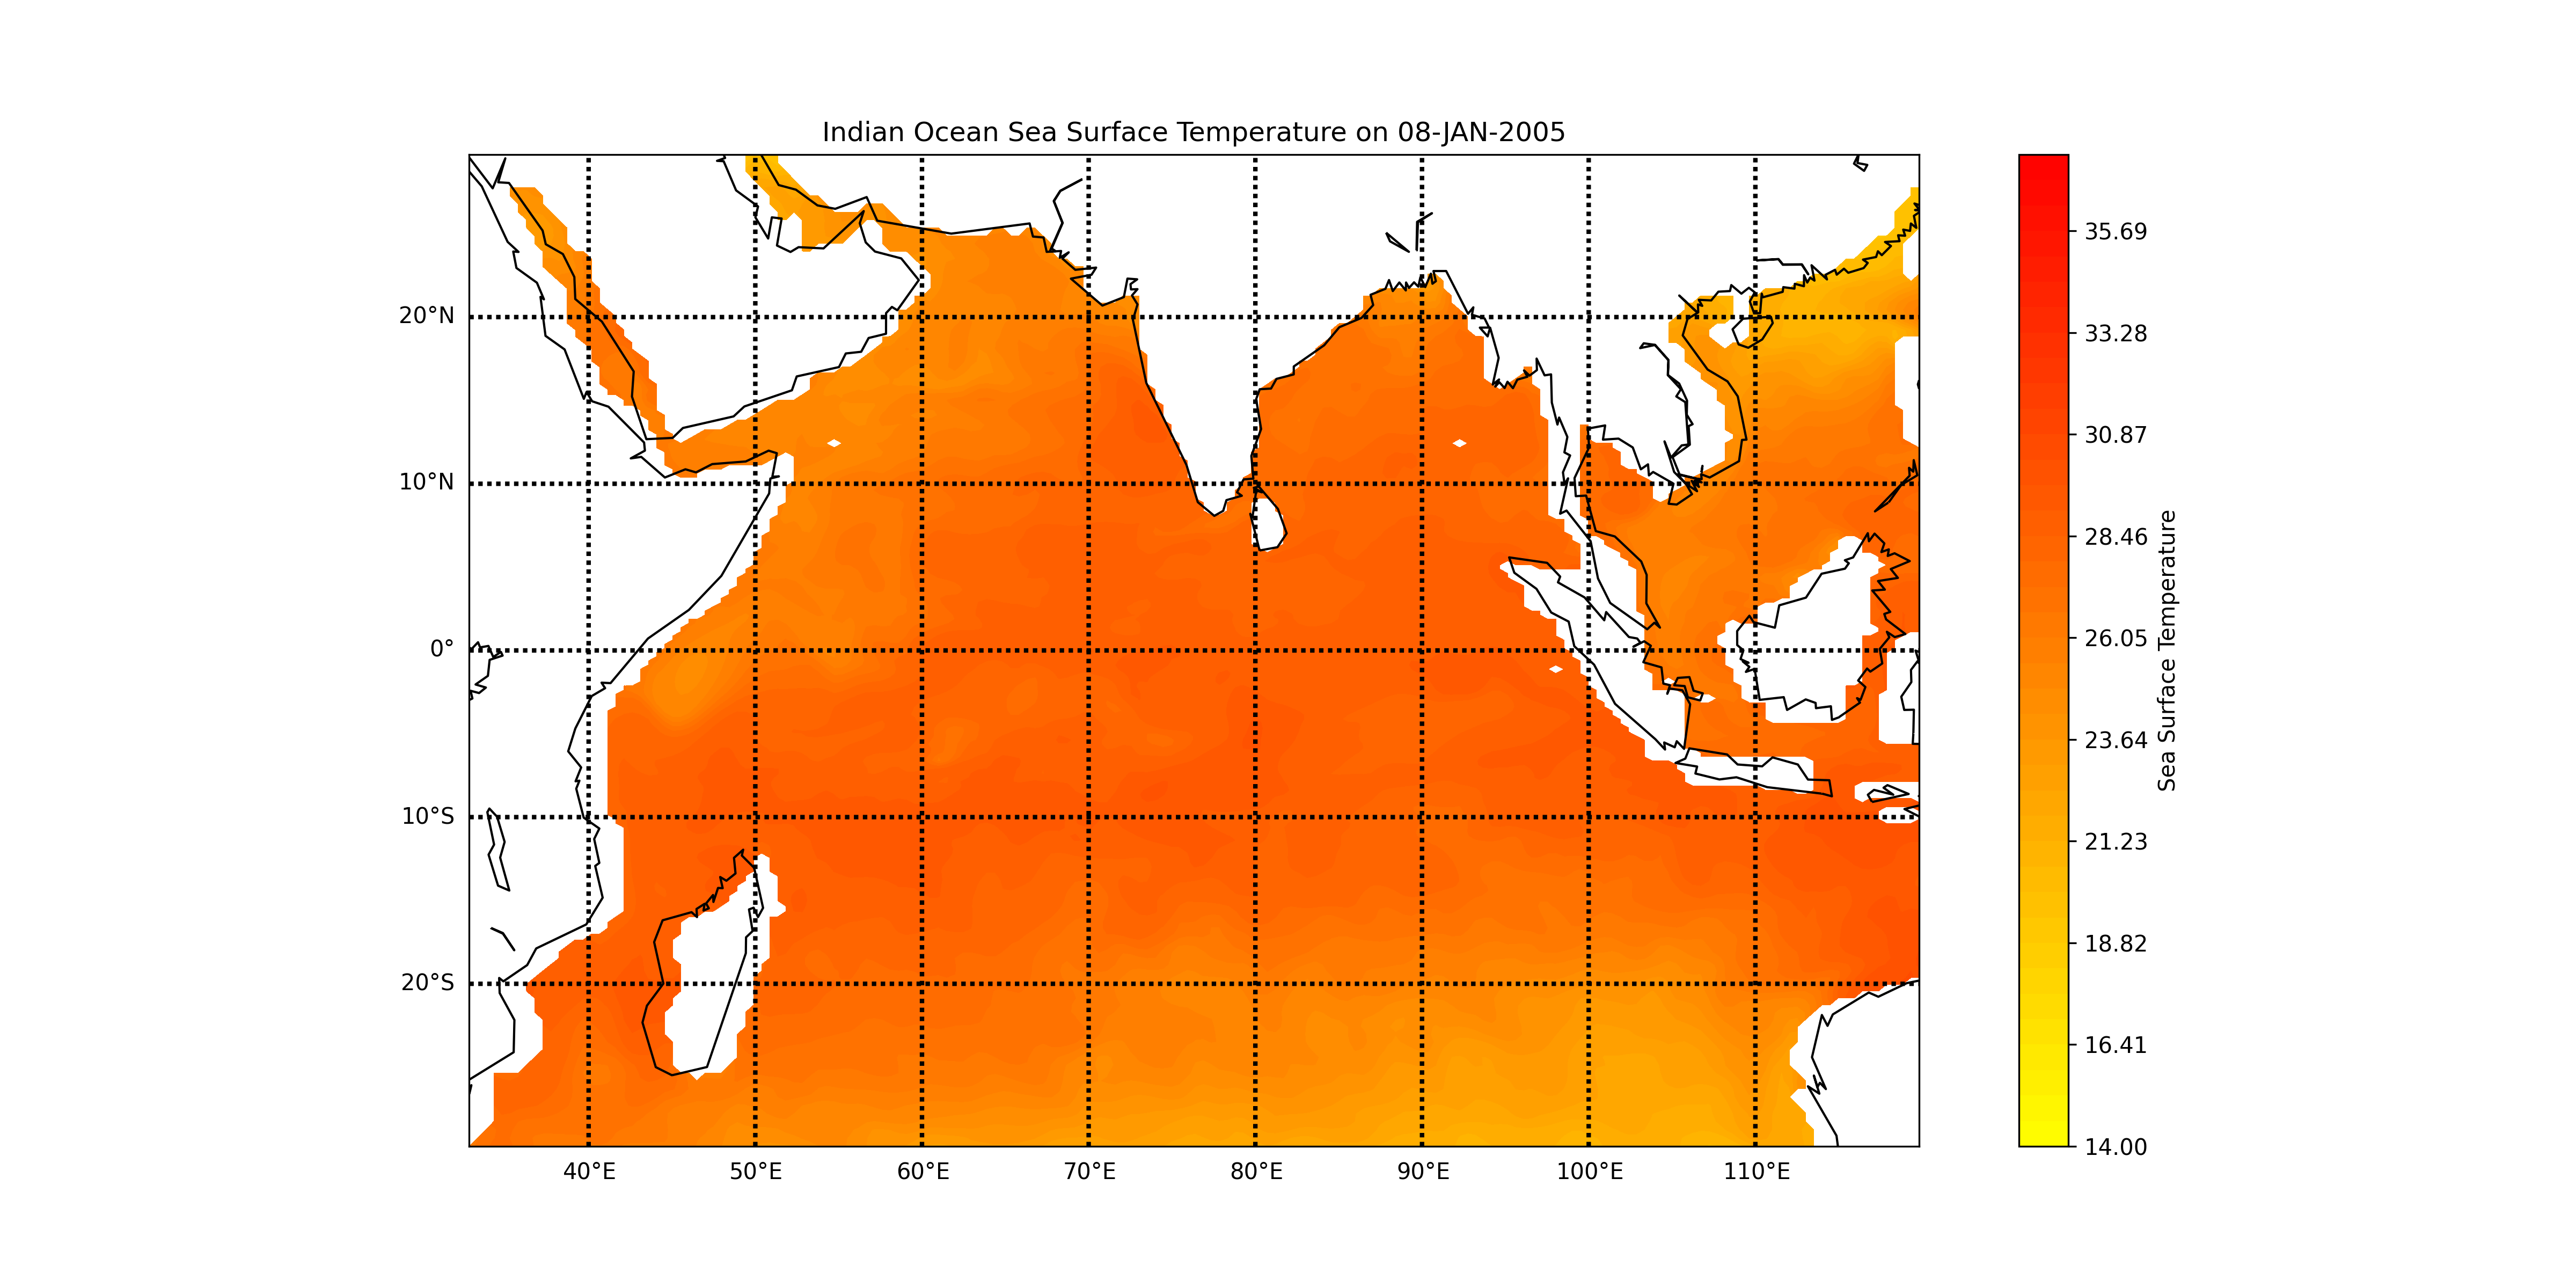 Indian Ocean Sea Surface Temperature on 08-JAN-2005
20°N
10°N
0°
10°S
20°S
40°E 50°E 60°E 70°E 80°E 90°E 100°E 110°E
35.69
33.28
30.87
28.46
26.05
23.64
21.23
18.82
16.41
14.00
Sea Surface Temperature